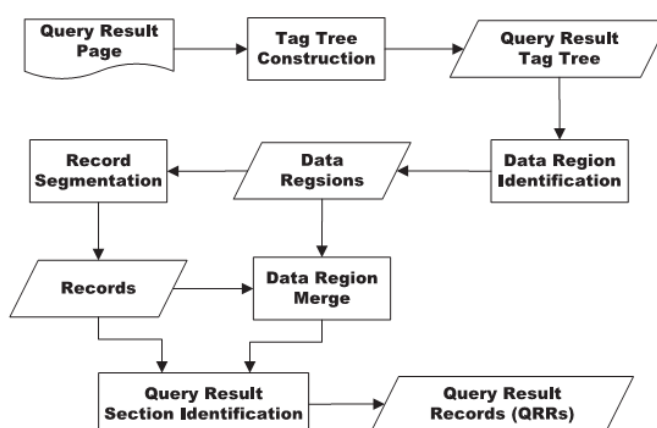 Query Result
Page
Tag Tree
Construction
Query Result
Tag Tree
Record
Segmentation
Data
Regsions
Data Region
Identification
Records
Data Region
Merge
Query Result
Section Identification
Query Result
Records (QRRs)